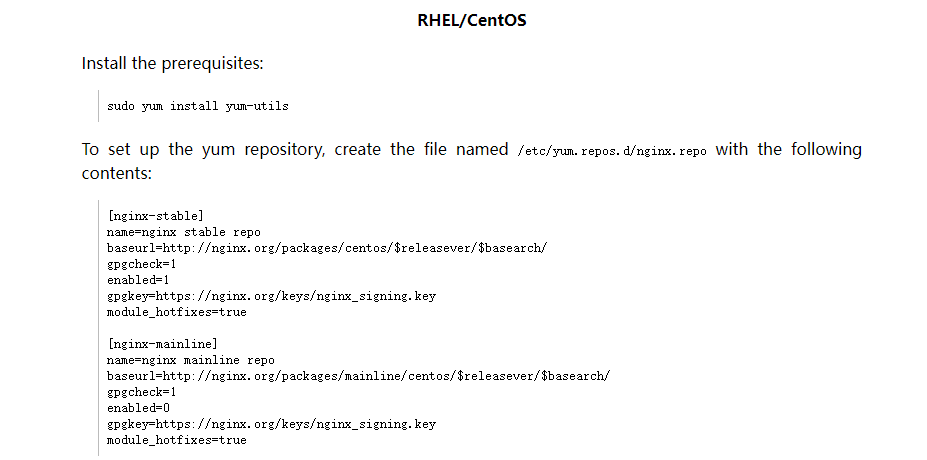 RHEL/CentOS
Install the prerequisites:
sudo yum install yum-utils
To set up the yum repository, create the file named /etc/yum.repos.d/nginx.repo with the following
contents:
[nginx-stable]
name=nginx stable repo
baseurl=http://nginx.org/packages/centos/$releasever/$basearch/
gpgcheck=1
enabled=1
gpgkey=https://nginx.org/keys/nginx_signing.key
module_hotfixes=true
[nginx-mainline]
name=nginx mainline repo
baseurl=http://nginx.org/packages/mainline/centos/$releasever/$basearch/
gpgcheck=1
enabled=0
gpgkey=https://nginx.org/keys/nginx_signing.key
module_hotfixes=true